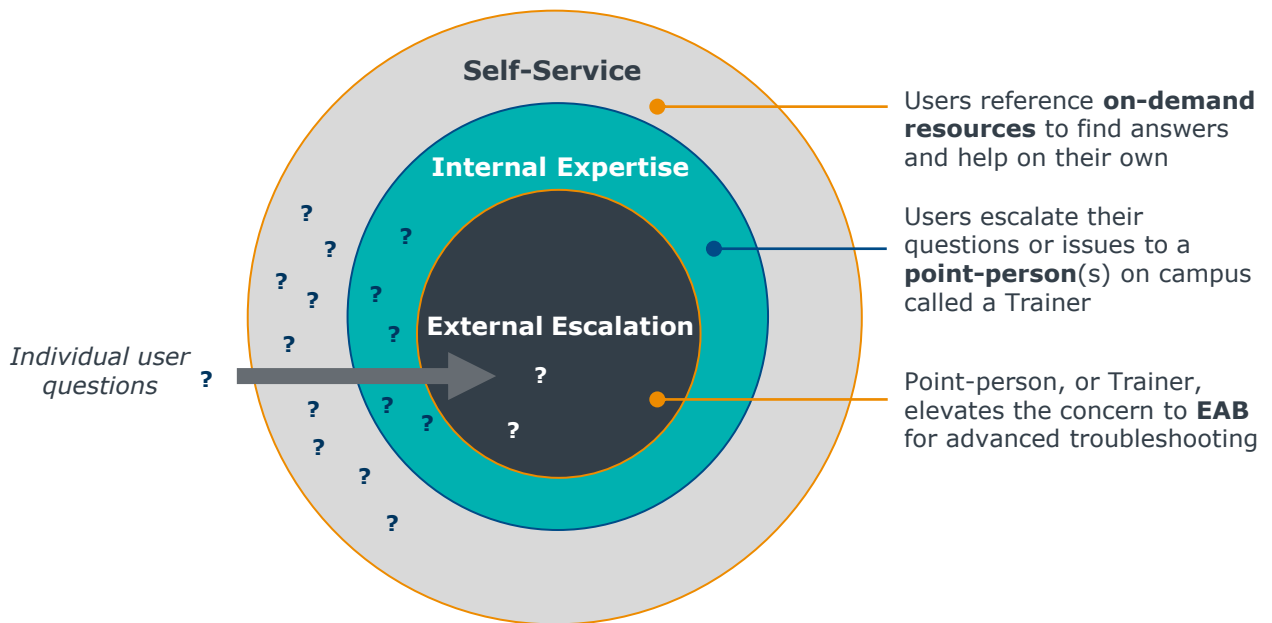 Self-Service
Users reference on-demand
resources to find answers
and help on their own
Internal Expertise
?
?
?
?
?
?
?
?
?
Users escalate their
questions or issues to a
point-person(s) on campus
called a Trainer
External Escalation
Individual user
questions
?
?
?
Point-person, or Trainer,
elevates the concern to EAB
for advanced troubleshooting
?
?
?
?
?
?
?